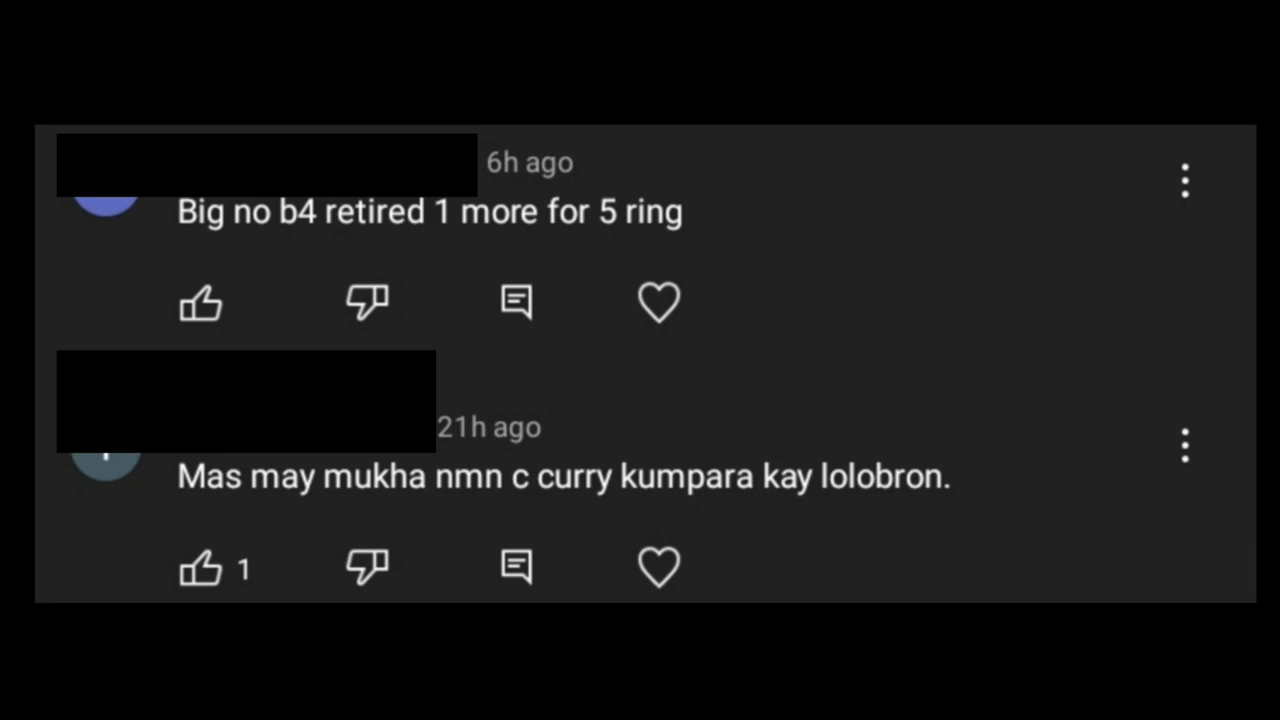 6h ago
Big no b4 retired 1 more for 5 ring
21h ago
Mas may mukha nmn c curry kumpara kay lolobron.
1